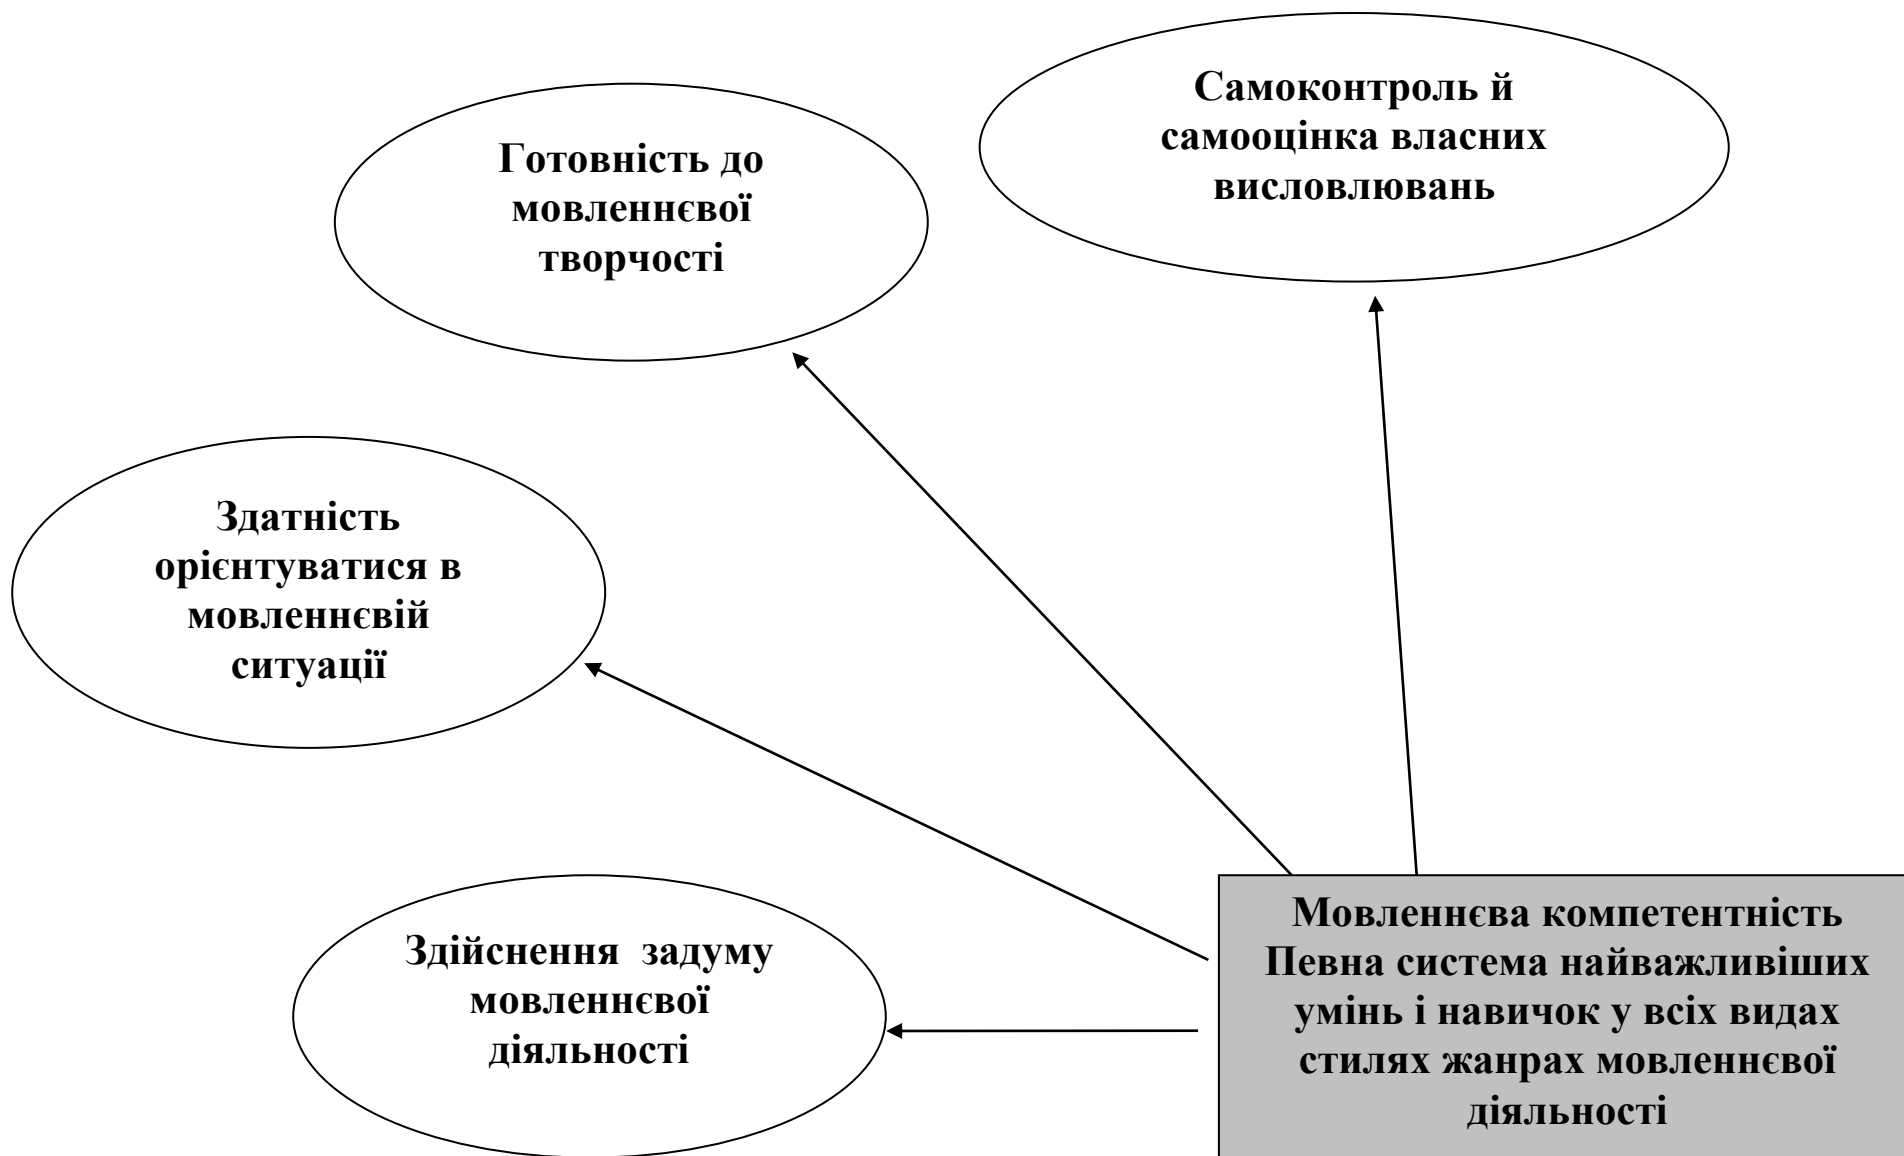 Самоконтроль й
самооцінка власних
висловлювань
Готовність до
мовленнєвої
творчості
Здатність
орієнтуватися в
мовленнєвій
ситуації
Здійснення задуму
мовленнєвої
діяльності
Мовленнєва компетентність
Певна система найважливіших
умінь і навичок у всіх видах
стилях жанрах мовленнєвої
діяльності